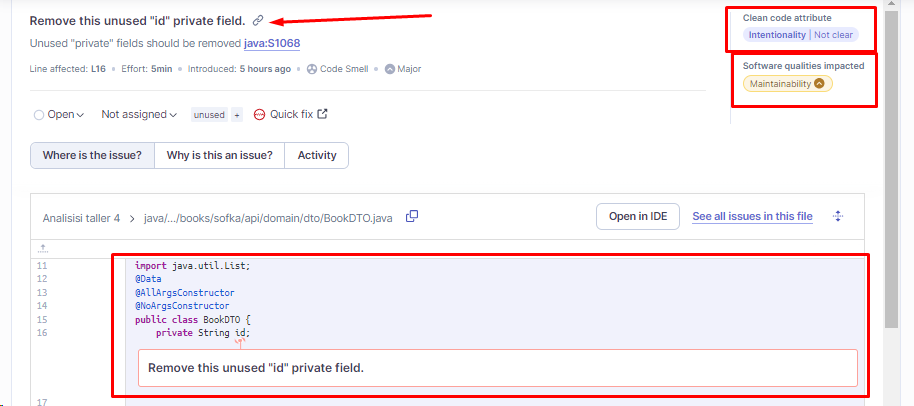 Remove this unused "id" private field.
Unused "private" fields should be removed java:S1068
Line affected: L16 • Effort: 5min • Introduced: 5 hours ago • Code Smell • Major
Clean code attribute
Intentionality | Not clear
Software qualities impacted
Maintainability
Open Not assigned unused + Quick fix
Where is the issue? Why is this an issue? Activity
Analisisi taller 4 > java/.../books/sofka/api/domain/dto/BookDTO.java Open in IDE See all issues in this file
11 import java.util.List;
12 @Data
13 @AllArgsConstructor
14 @NoArgsConstructor
15 public class BookDTO {
16 private String id;
Remove this unused "id" private field.
17